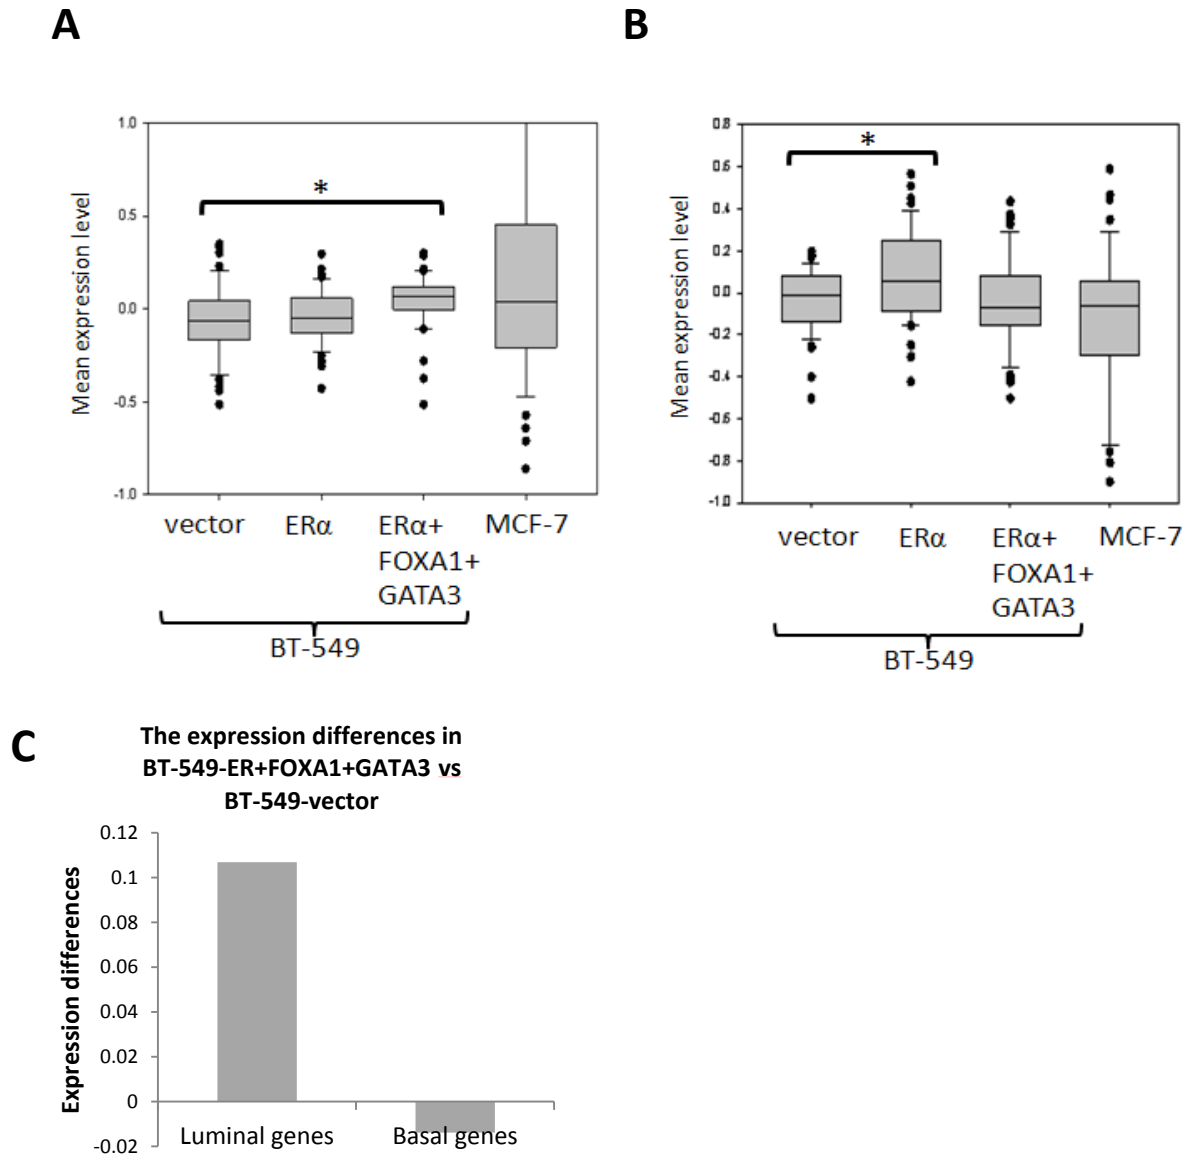 A
B
1.0
0.5
0.0
-0.5
-1.0
Mean expression level
*
vector
ERα
ERα+
FOXA1+
GATA3
MCF-7
BT-549
0.8
0.6
0.4
0.2
0.0
-0.2
-0.4
-0.6
-0.8
-1.0
Mean expression level
*
vector
ERα
ERα+
FOXA1+
GATA3
MCF-7
BT-549
C
The expression differences in
BT-549-ER+FOXA1+GATA3 vs
BT-549-vector
0.12
0.1
0.08
0.06
0.04
0.02
0
-0.02
Expression differences
Luminal genes
Basal genes